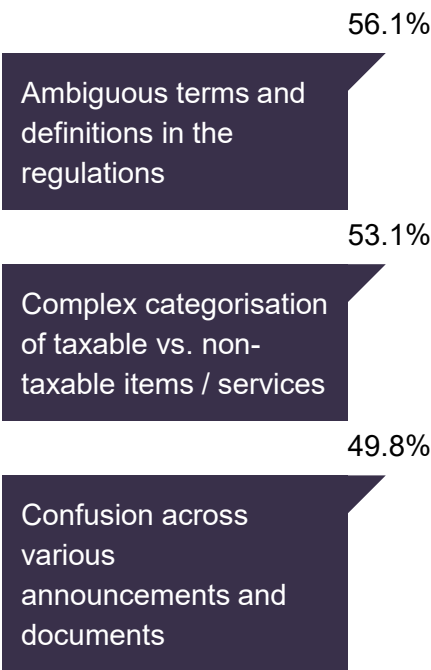 56.1%
Ambiguous terms and
definitions in the
regulations
53.1%
Complex categorisation
of taxable vs. non-
taxable items / services
49.8%
Confusion across
various
announcements and
documents